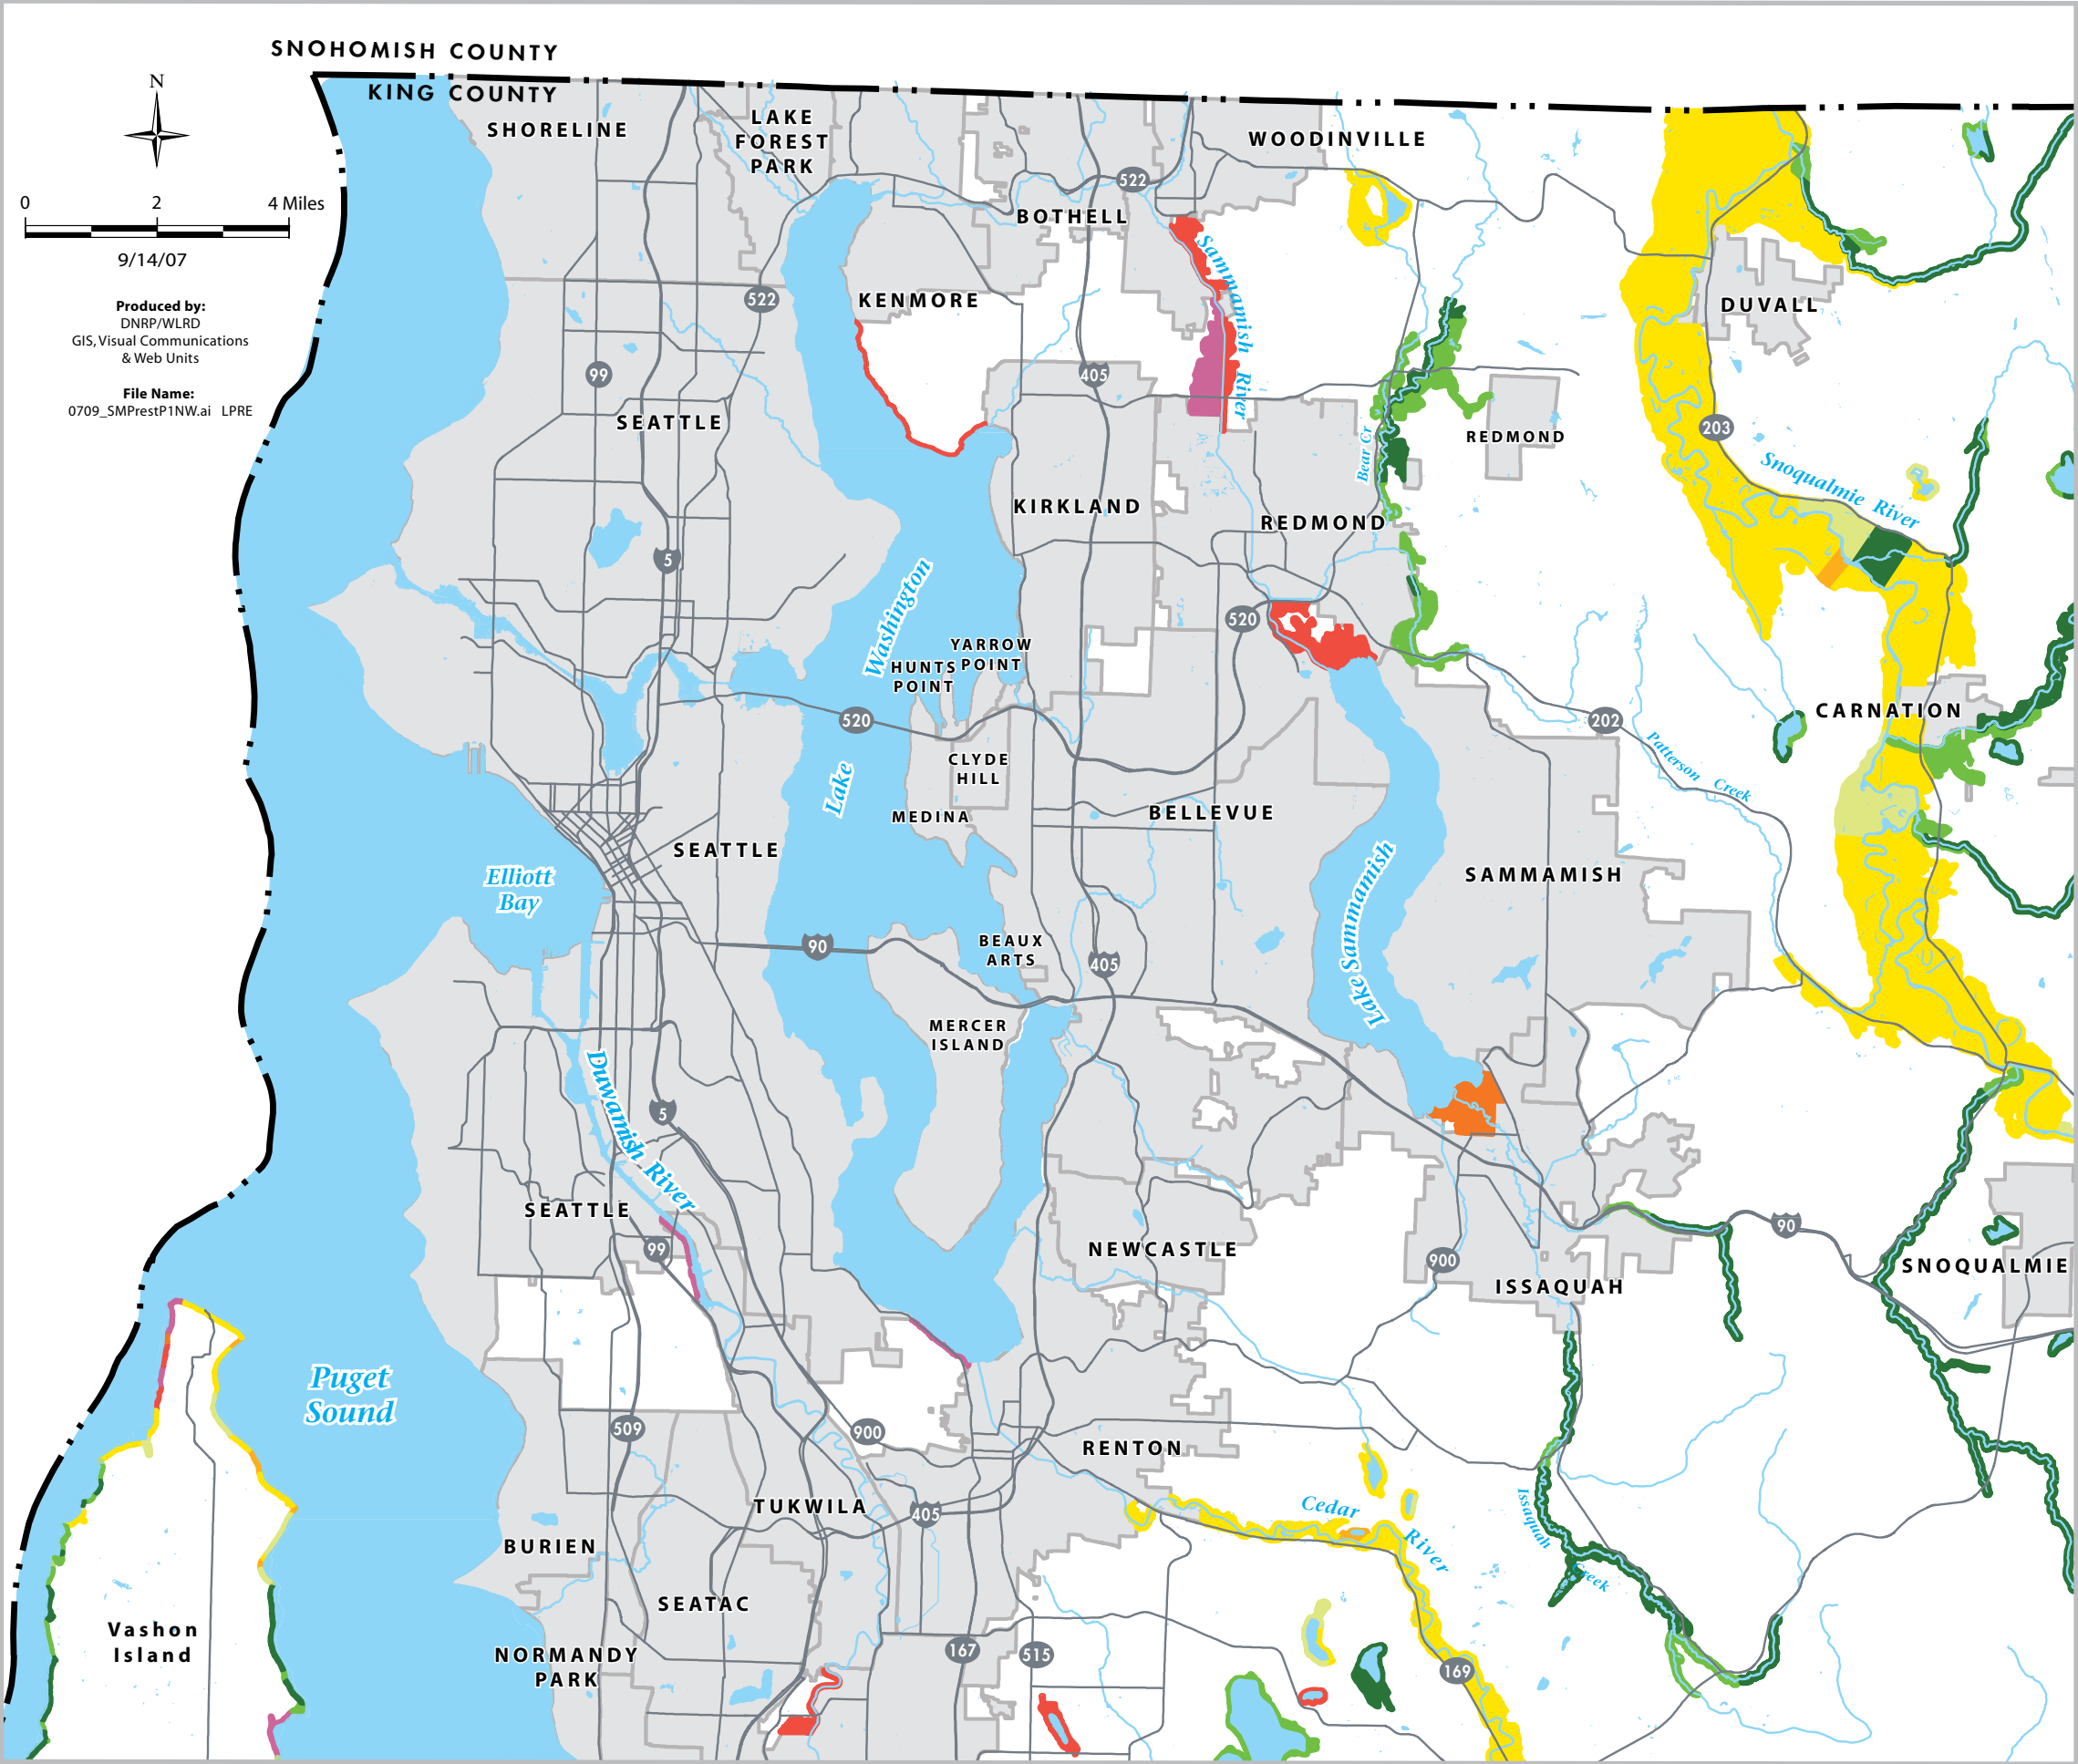 SNOHOMISH COUNTY
KING COUNTY
N
0 2 4 Miles
9/14/07
Produced by:
DNRP/WLRD
GIS, Visual Communications
& Web Units
File Name:
0709_SMPrestP1NW.ai LPRE
SHORELINE
LAKE
FOREST
PARK
WOODINVILLE
522
BOTHELL
Sammamish River
KENMORE
522
DUVALL
99
405
SEATTLE
REDMOND
203
Bear Cr
Snoqualmie River
KIRKLAND
REDMOND
5
Lake Washington
520
YARROW
POINT
HUNTS
POINT
520
202
CARNATION
Patterson Creek
CLYDE
HILL
MEDINA
BELLEVUE
SEATTLE
Elliott
Bay
SAMMAMISH
Lake Sammamish
90
BEAUX
ARTS
405
MERCER
ISLAND
Duwamish River
5
SEATTLE
99
NEWCASTLE
900
90
ISSAQUAH
SNOQUALMIE
Puget
Sound
509
900
RENTON
TUKWILA
405
Cedar River
Issaquah Creek
BURIEN
SEATAC
Vashon
Island
NORMANDY
PARK
167
515
169